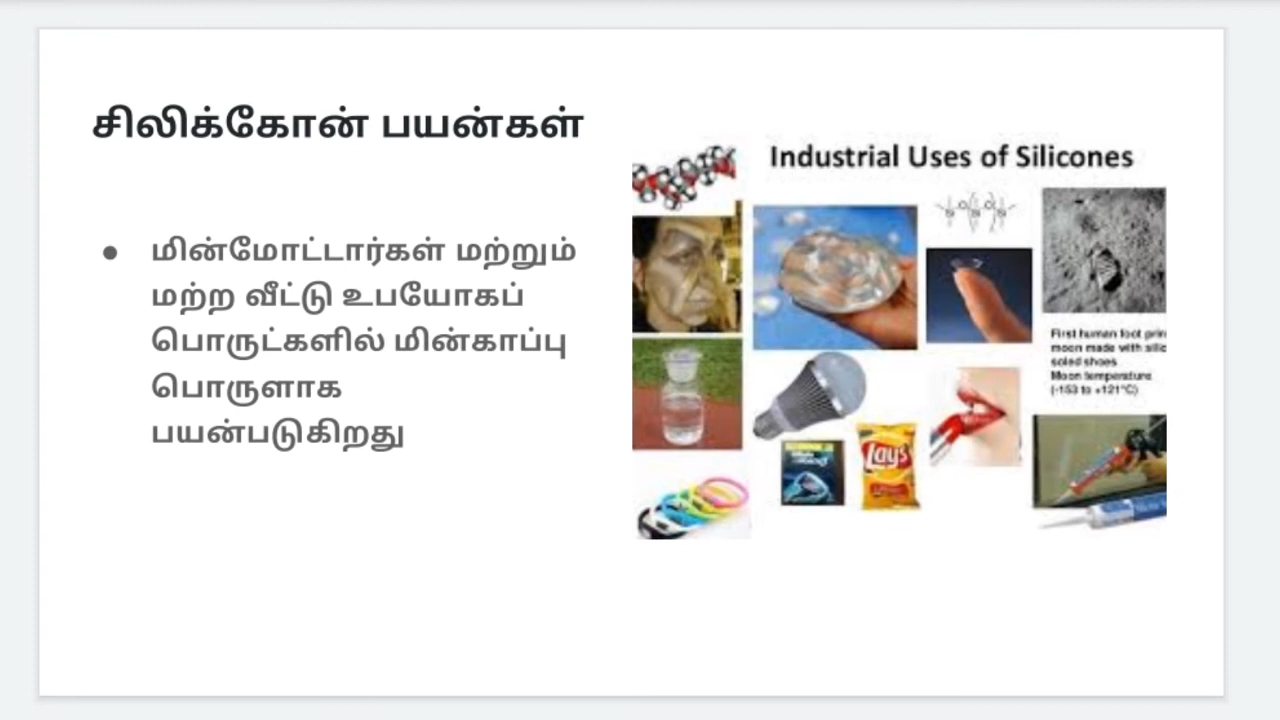 சிலிக்கோன் பயன்கள்
மின்மோட்டார்கள் மற்றும்
மற்ற வீட்டு உபயோகப்
பொருட்களில் மின்காப்பு
பொருளாக
பயன்படுகிறது
Industrial Uses of Silicones
First human foot prin
moon made with silic
soled shoes
Moon temperature
(-153 to +121°C)
Lay's